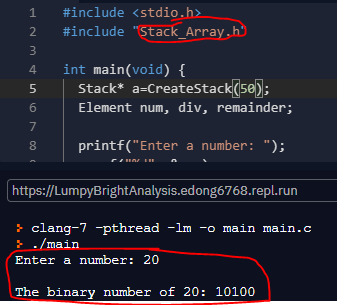 1 #include <stdio.h>
2 #include "Stack_Array.h"
3
4 int main(void) {
5 Stack* a=CreateStack(50);
6 Element num, div, remainder;
7
8 printf("Enter a number: ");
https://LumpyBrightAnalysis.edong6768.repl.run
clang-7 -pthread -lm -o main main.c
./main
Enter a number: 20
The binary number of 20: 10100